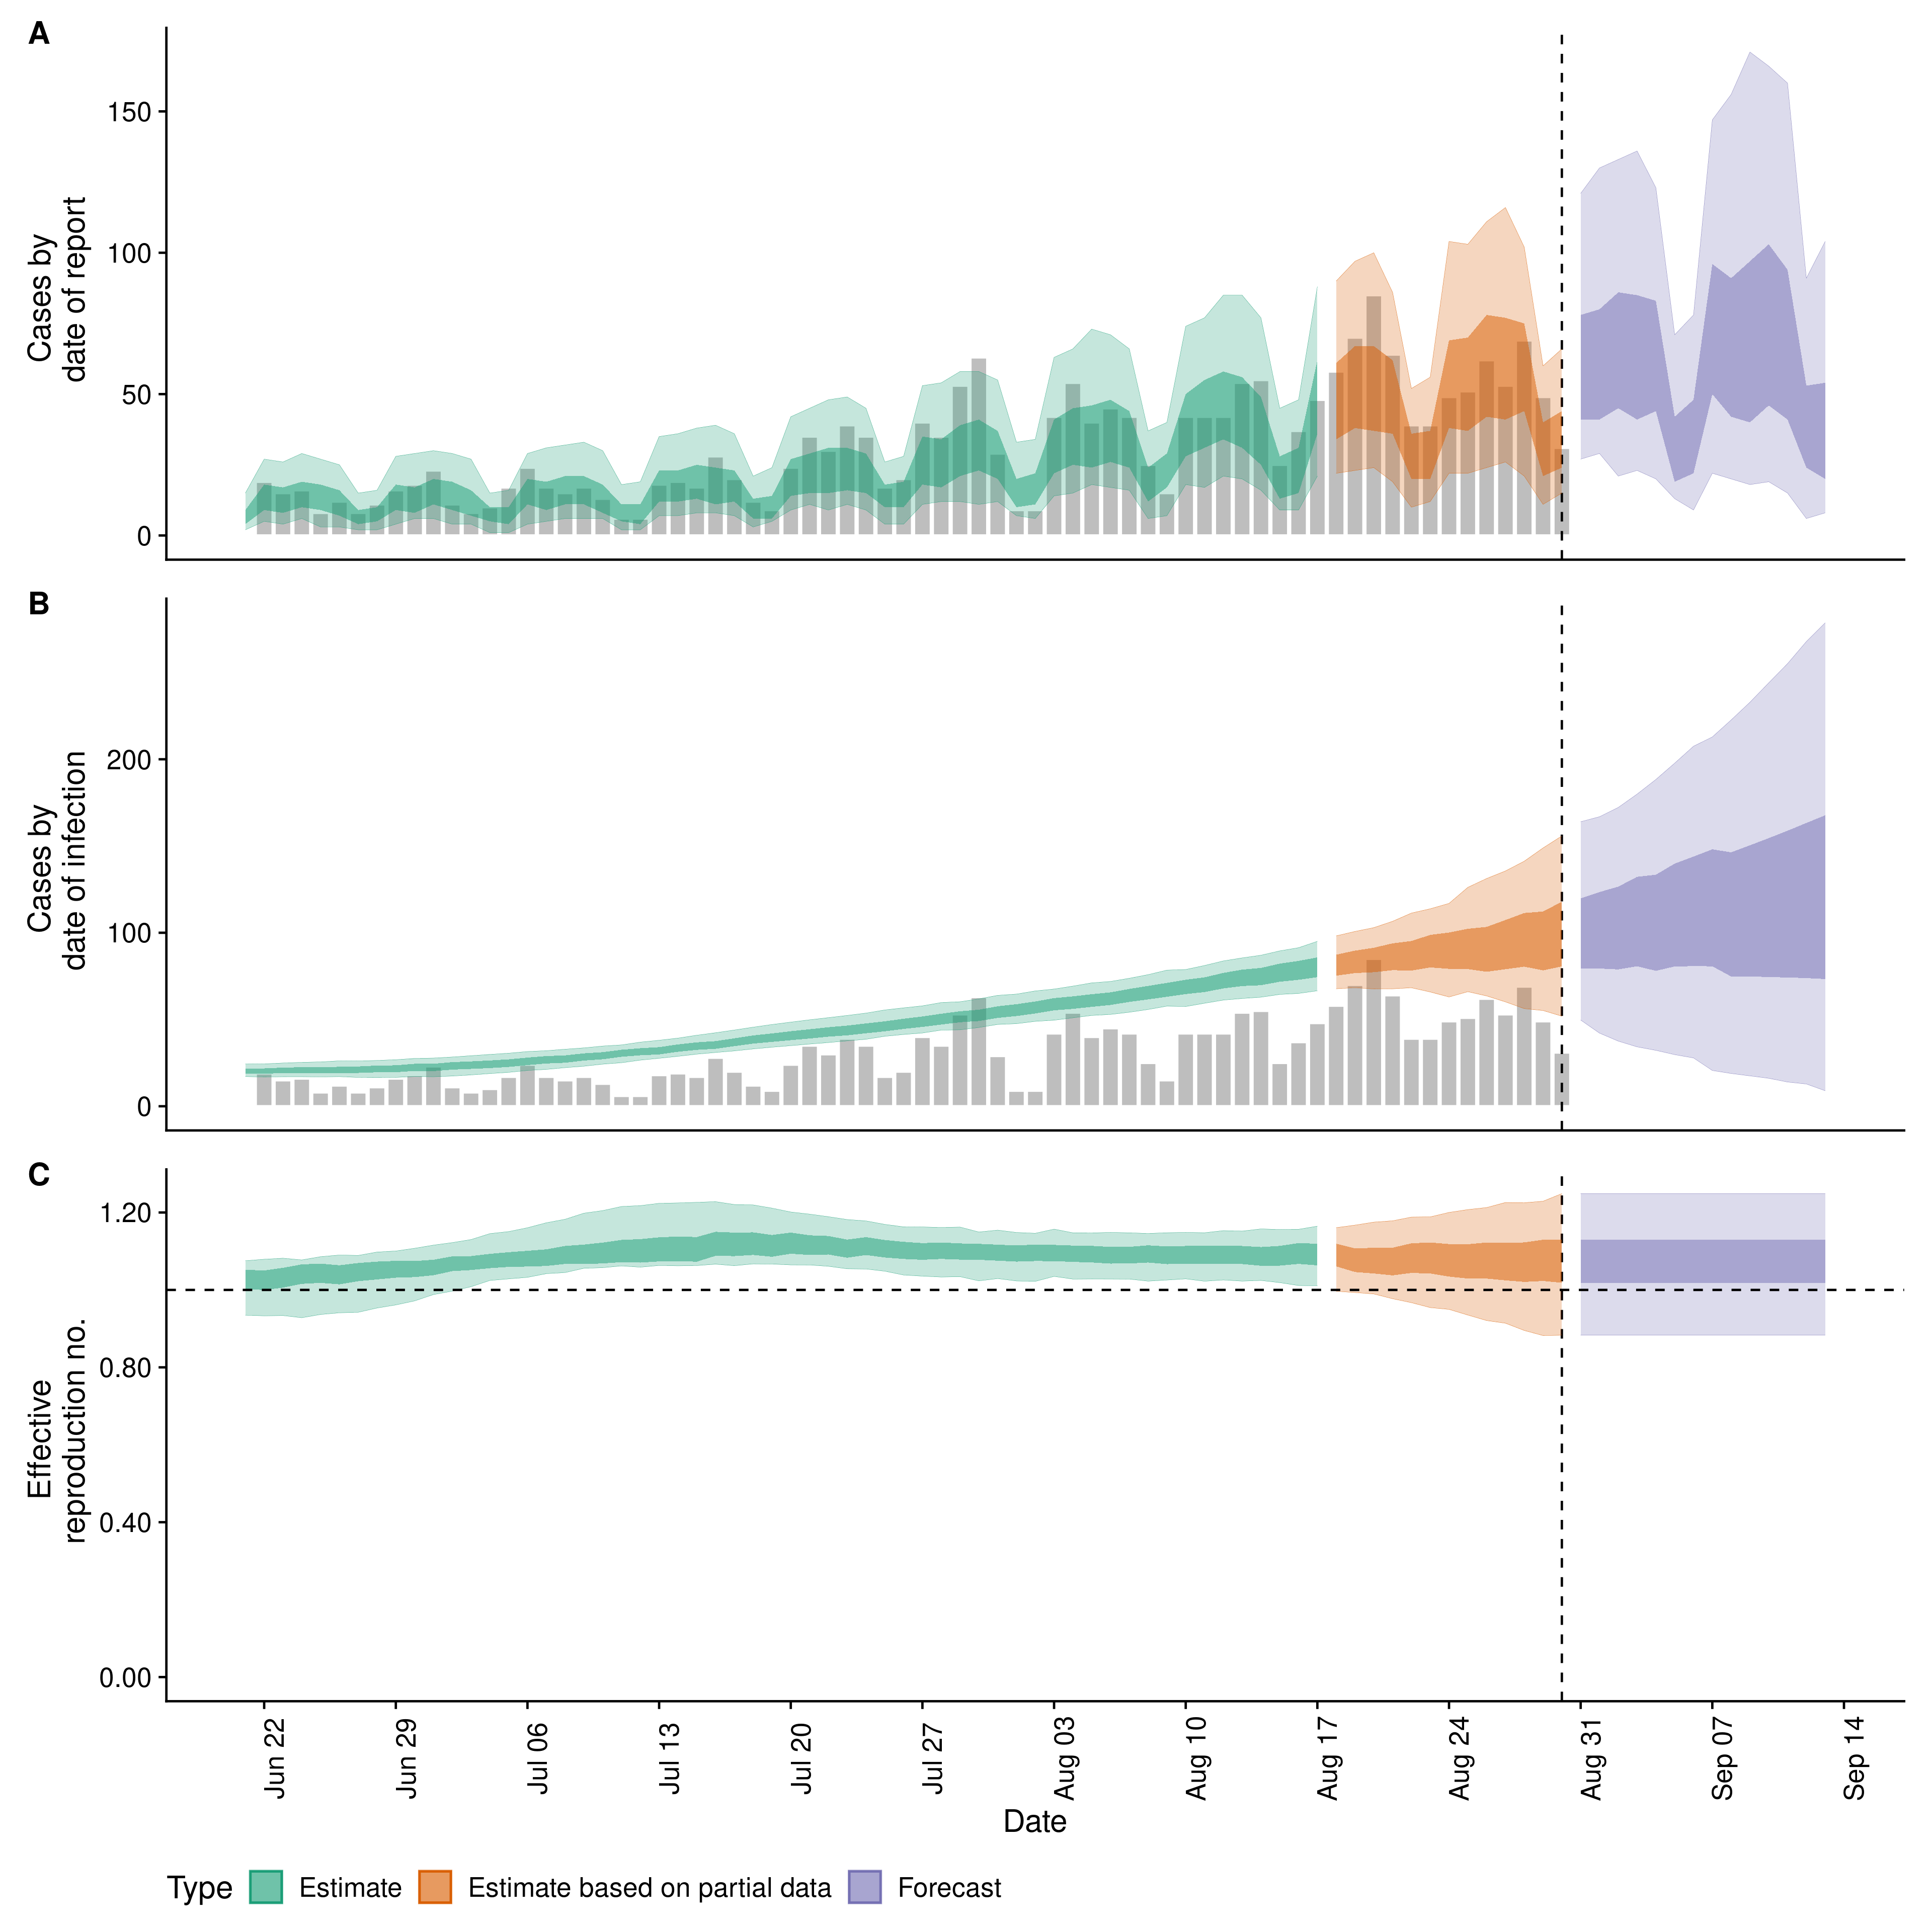 A
Cases by
date of report
150
100
50
0
B
Cases by
date of infection
200
100
0
C
Effective
reproduction no.
1.20
0.80
0.40
0.00
Jun 22
Jun 29
Jul 06
Jul 13
Jul 20
Jul 27
Aug 03
Aug 10
Aug 17
Aug 24
Aug 31
Sep 07
Sep 14
Date
Type Estimate Estimate based on partial data Forecast